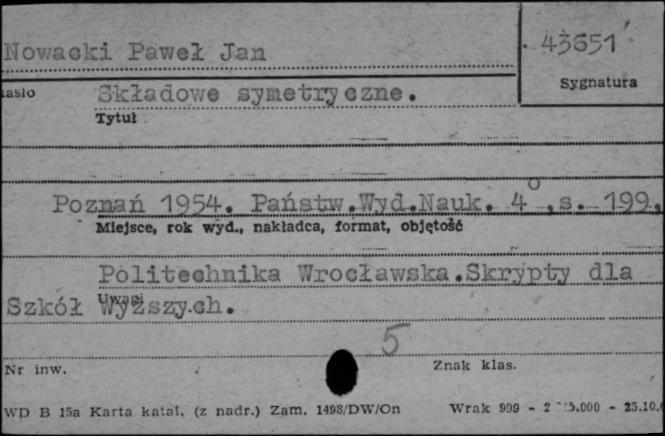 Nowacki Paweł Jan
43651
Sygnatura
Składowe symetryczne.
Tytuł
Poznań 1954. Państw.Wyd.Nauk. 4° ,s. 199,
Miejsce, rok wyd., nakładca, format, objętość
Politechnika Wrocławska.Skrypty dla
Uwagi
Szkół Wyższych.
5
Nr inw.
Znak klas.
WD B 15a Karta katal. (z nadr.) Zam. 1498/DW/On Wrak 999 - 25.10.